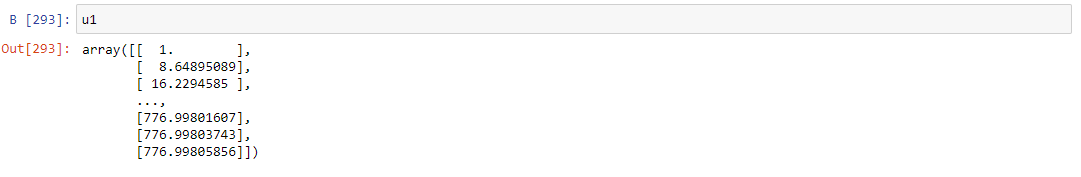 В [293]: u1
Out[293]: array([[  1.        ],
       [  8.64895089],
       [ 16.2294585 ],
       ...,
       [776.99801607],
       [776.99803743],
       [776.99805856]])